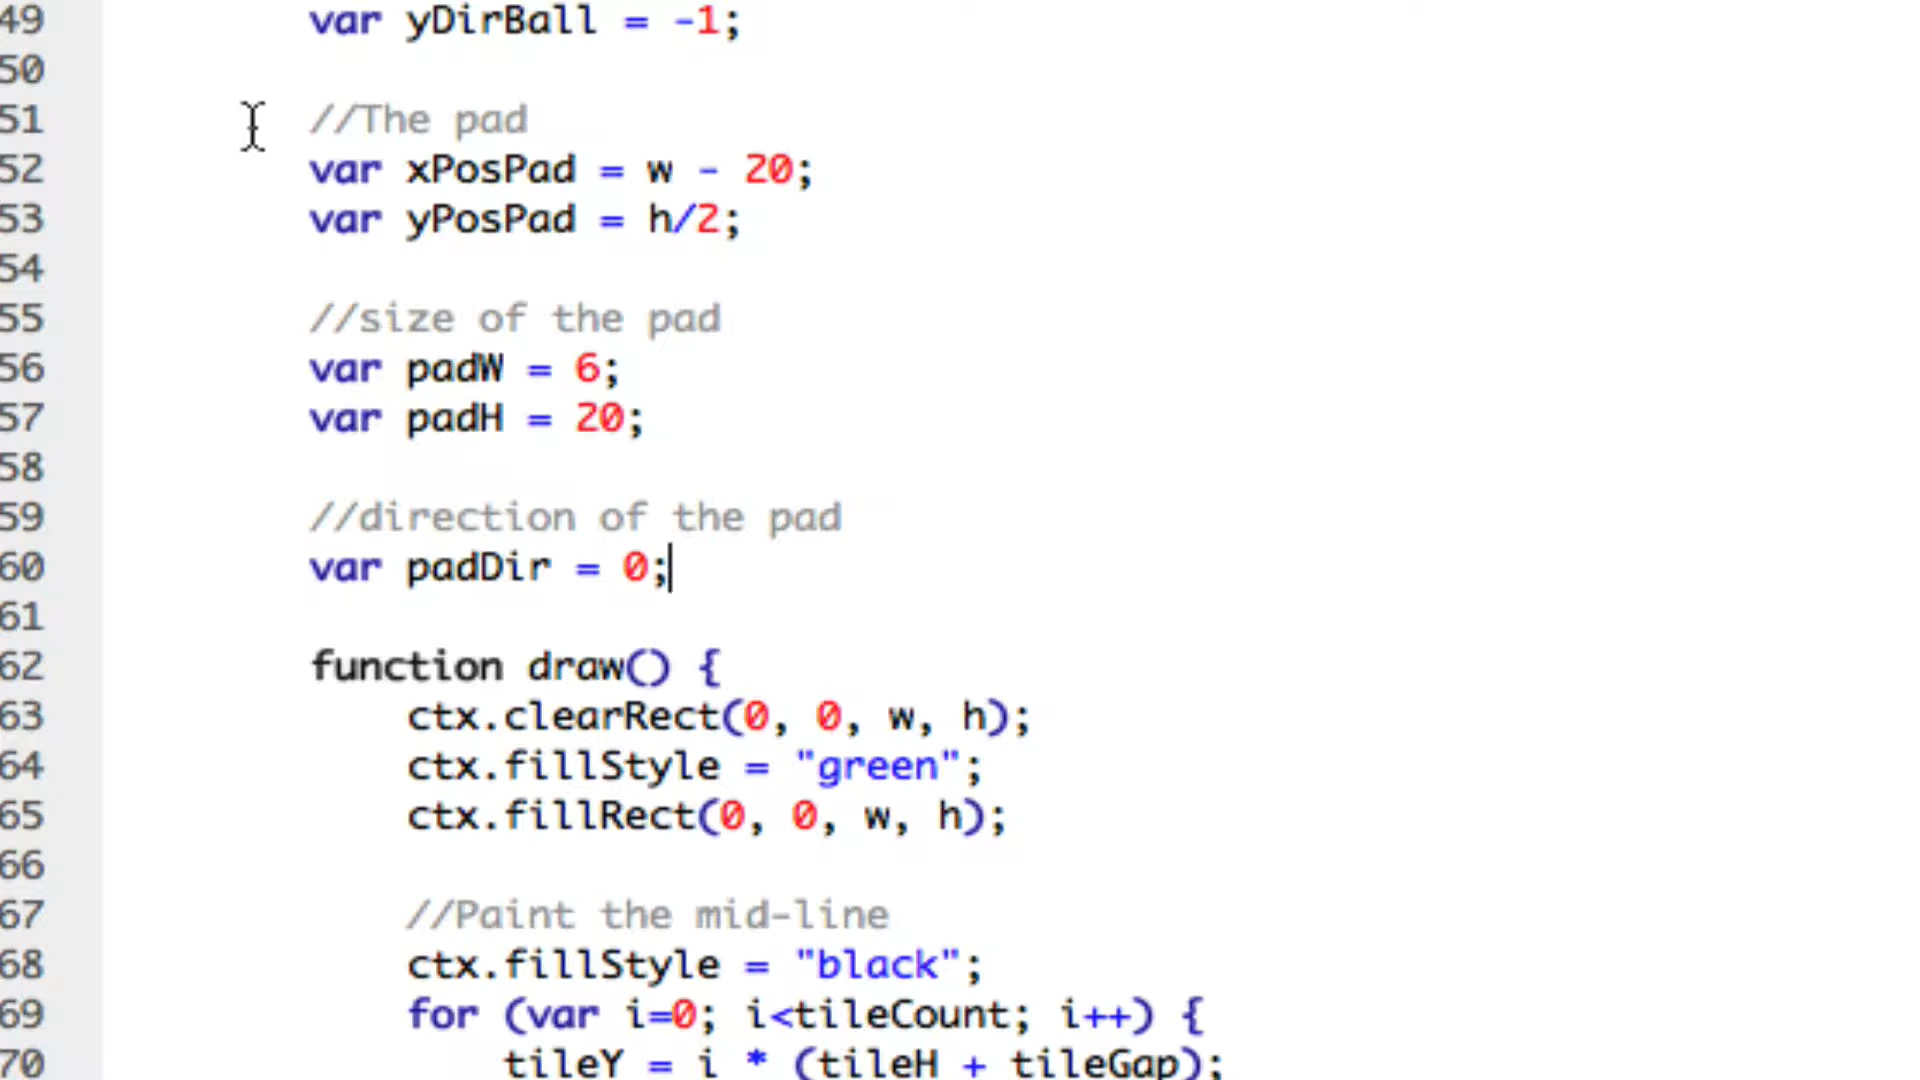 49 var yDirBall = -1;
50
51 //The pad
52 var xPosPad = w - 20;
53 var yPosPad = h/2;
54
55 //size of the pad
56 var padW = 6;
57 var padH = 20;
58
59 //direction of the pad
60 var padDir = 0;
61
62 function draw() {
63 ctx.clearRect(0, 0, w, h);
64 ctx.fillStyle = "green";
65 ctx.fillRect(0, 0, w, h);
66
67 //Paint the mid-line
68 ctx.fillStyle = "black";
69 for (var i=0; i<tileCount; i++) {
70 tileY = i * (tileH + tileGap);